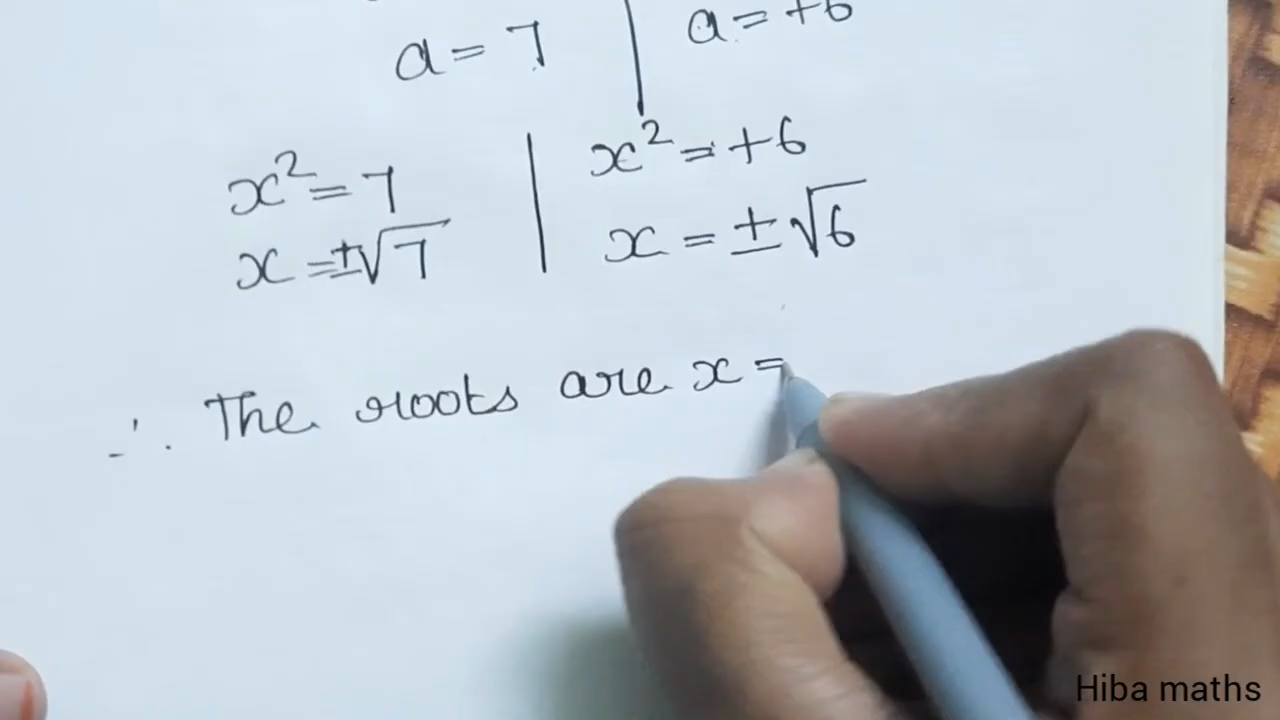 a = 7 | a = +6
x² = 7 | x² = +6
x = ±√7 | x = ±√6
∴ The roots are x =
Hiba maths